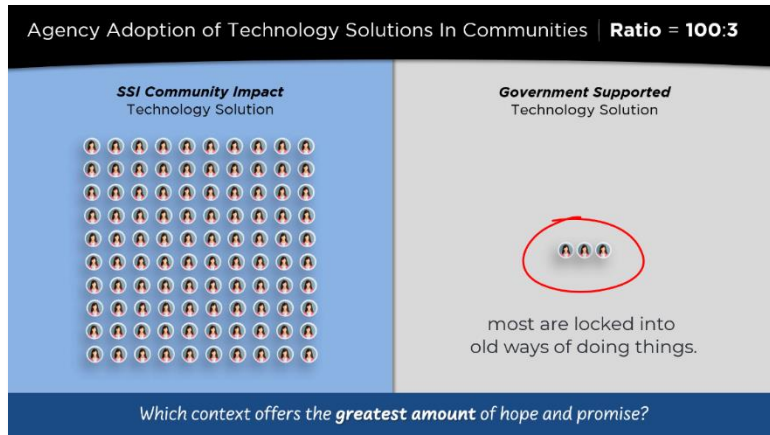 Agency Adoption of Technology Solutions In Communities | Ratio = 100:3
SSI Community Impact
Technology Solution
Government Supported
Technology Solution
most are locked into
old ways of doing things.
Which context offers the greatest amount of hope and promise?